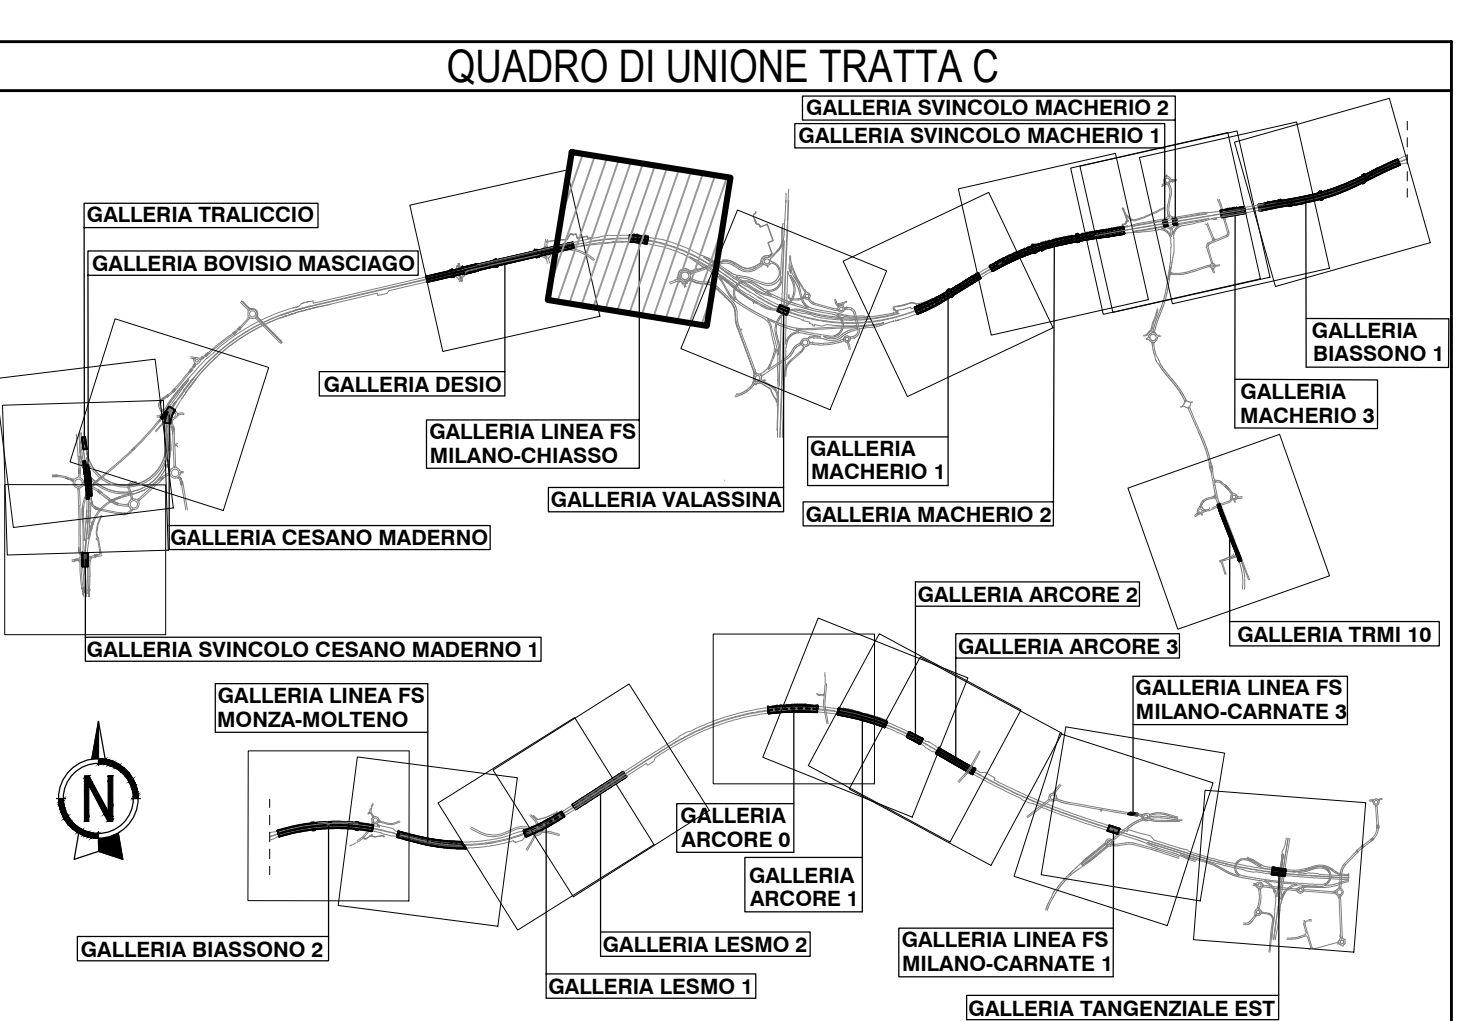 QUADRO DI UNIONE TRATTA C
GALLERIA SVINCOLO MACHERIO 2
GALLERIA SVINCOLO MACHERIO 1
GALLERIA TRALICCIO
GALLERIA BOVISIO MASCIAGO
GALLERIA
BIASSONO 1
GALLERIA DESIO
GALLERIA
MACHERIO 3
GALLERIA LINEA FS
MILANO-CHIASSO
GALLERIA
MACHERIO 1
GALLERIA VALASSINA
GALLERIA MACHERIO 2
GALLERIA CESANO MADERNO
GALLERIA ARCORE 2
GALLERIA TRMI 10
GALLERIA SVINCOLO CESANO MADERNO 1
GALLERIA ARCORE 3
GALLERIA LINEA FS
MONZA-MOLTENO
GALLERIA LINEA FS
MILANO-CARNATE 3
N
GALLERIA
ARCORE 0
GALLERIA
ARCORE 1
GALLERIA BIASSONO 2
GALLERIA LESMO 2
GALLERIA LINEA FS
MILANO-CARNATE 1
GALLERIA LESMO 1
GALLERIA TANGENZIALE EST